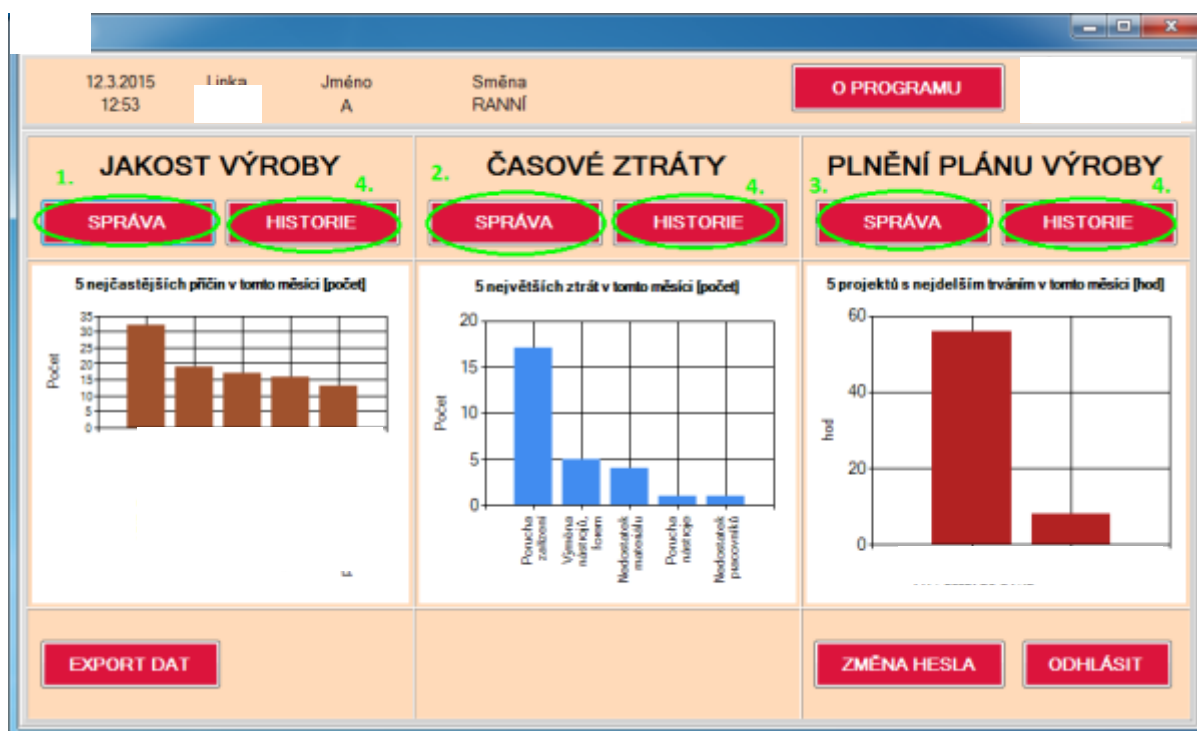 12.3.2015 Linka Jméno Směna
12:53 A RANNÍ
O PROGRAMU
JAKOST VÝROBY
1. 4.
SPRÁVA HISTORIE
ČASOVÉ ZTRÁTY
2. 4.
SPRÁVA HISTORIE
PLNĚNÍ PLÁNU VÝROBY
3. 4.
SPRÁVA HISTORIE
5 nejčastějších příčin v tomto měsíci [počet]
Počet
35
30
25
20
15
10
5
0
5 největších ztrát v tomto měsíci [počet]
Počet
20
15
10
5
0
Porucha
zařízení
Výměna
nástrojů,
forem
Nedostatek
materiálu
Porucha
nástroje
Nedostatek
pracovníků
5 projektů s nejdelším trváním v tomto měsíci [hod]
hod
60
40
20
0
EXPORT DAT
ZMĚNA HESLA
ODHLÁSIT